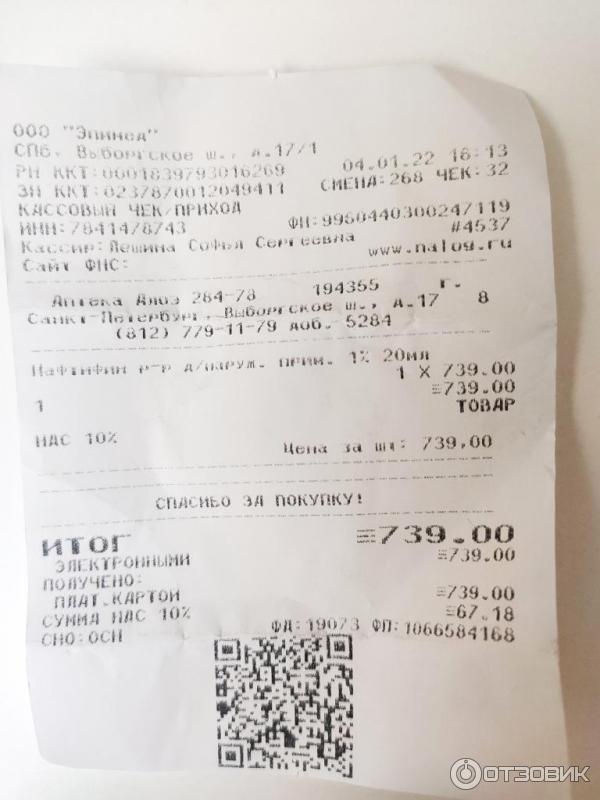 ООО "Эпимед"
СПб, Выборгское ш., д.17/1
РН ККТ:0001839793016269 04.01.22 16:13
ЗН ККТ:0237870012049411 СМЕНА:268 ЧЕК:32
КАССОВЫЙ ЧЕК/ПРИХОД
ИНН:7841478743 ФН:9960440300247119
Кассир:Лешина Софья Сергеевна #4537
Сайт ФНС: www.nalog.ru
Аптека Алоэ 284-78 194355 г.
Санкт-Петербург, Выборгское ш., д.17 8
(812) 779-11-79 доб. 5284
Нафтифин р-р д/наруж. прим. 1% 20мл
1 X 739.00
≡739.00
1 ТОВАР
НДС 10% Цена за шт: 739,00
СПАСИБО ЗА ПОКУПКУ!
ИТОГ ≡739.00
ЭЛЕКТРОННЫМИ ≡739.00
ПОЛУЧЕНО:
ПЛАТ.КАРТОЙ ≡739.00
СУММА НДС 10% ≡67.18
СНО:ОСН ФД:19073 ФП:1066584168
ОТЗОВИК